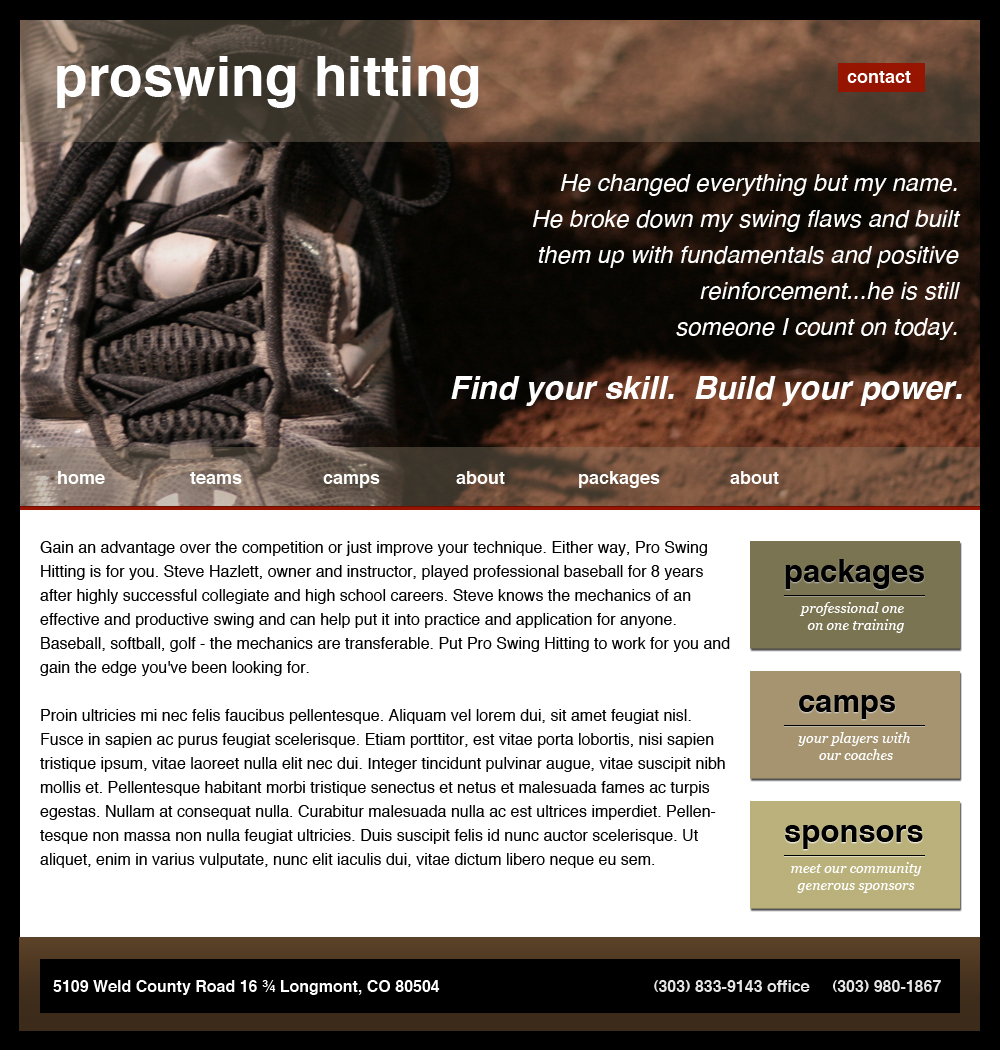 proswing hitting
contact
He changed everything but my name.
He broke down my swing flaws and built
them up with fundamentals and positive
reinforcement...he is still
someone I count on today.
Find your skill. Build your power.
home teams camps about packages about
Gain an advantage over the competition or just improve your technique. Either way, Pro Swing
Hitting is for you. Steve Hazlett, owner and instructor, played professional baseball for 8 years
after highly successful collegiate and high school careers. Steve knows the mechanics of an
effective and productive swing and can help put it into practice and application for anyone.
Baseball, softball, golf - the mechanics are transferable. Put Pro Swing Hitting to work for you and
gain the edge you've been looking for.
Proin ultricies mi nec felis faucibus pellentesque. Aliquam vel lorem dui, sit amet feugiat nisl.
Fusce in sapien ac purus feugiat scelerisque. Etiam porttitor, est vitae porta lobortis, nisi sapien
tristique ipsum, vitae laoreet nulla elit nec dui. Integer tincidunt pulvinar augue, vitae suscipit nibh
mollis et. Pellentesque habitant morbi tristique senectus et netus et malesuada fames ac turpis
egestas. Nullam at consequat nulla. Curabitur malesuada nulla ac est ultrices imperdiet. Pellen-
tesque non massa non nulla feugiat ultricies. Duis suscipit felis id nunc auctor scelerisque. Ut
aliquet, enim in varius vulputate, nunc elit iaculis dui, vitae dictum libero neque eu sem.
packages
professional one
on one training
camps
your players with
our coaches
sponsors
meet our community
generous sponsors
5109 Weld County Road 16 ¾ Longmont, CO 80504
(303) 833-9143 office (303) 980-1867